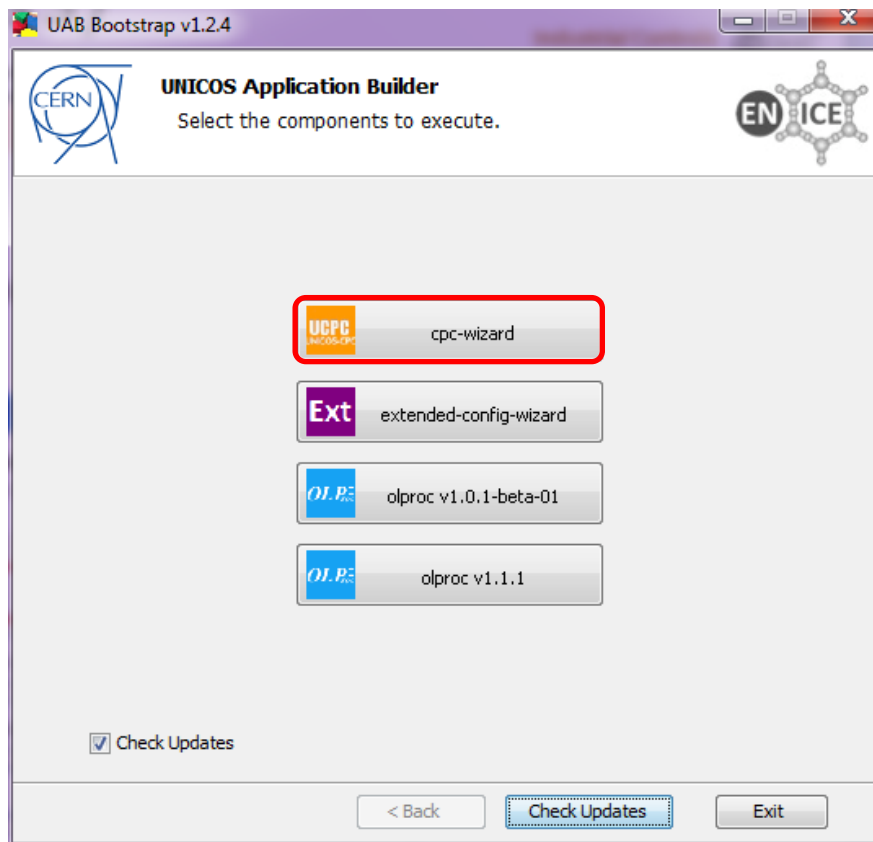 UAB Bootstrap v1.2.4
CERN
UNICOS Application Builder
Select the components to execute.
EN ICE
UCPC
UNICOS-CPC
cpc-wizard
Ext
extended-config-wizard
olproc v1.0.1-beta-01
olproc v1.1.1
Check Updates
< Back
Check Updates
Exit